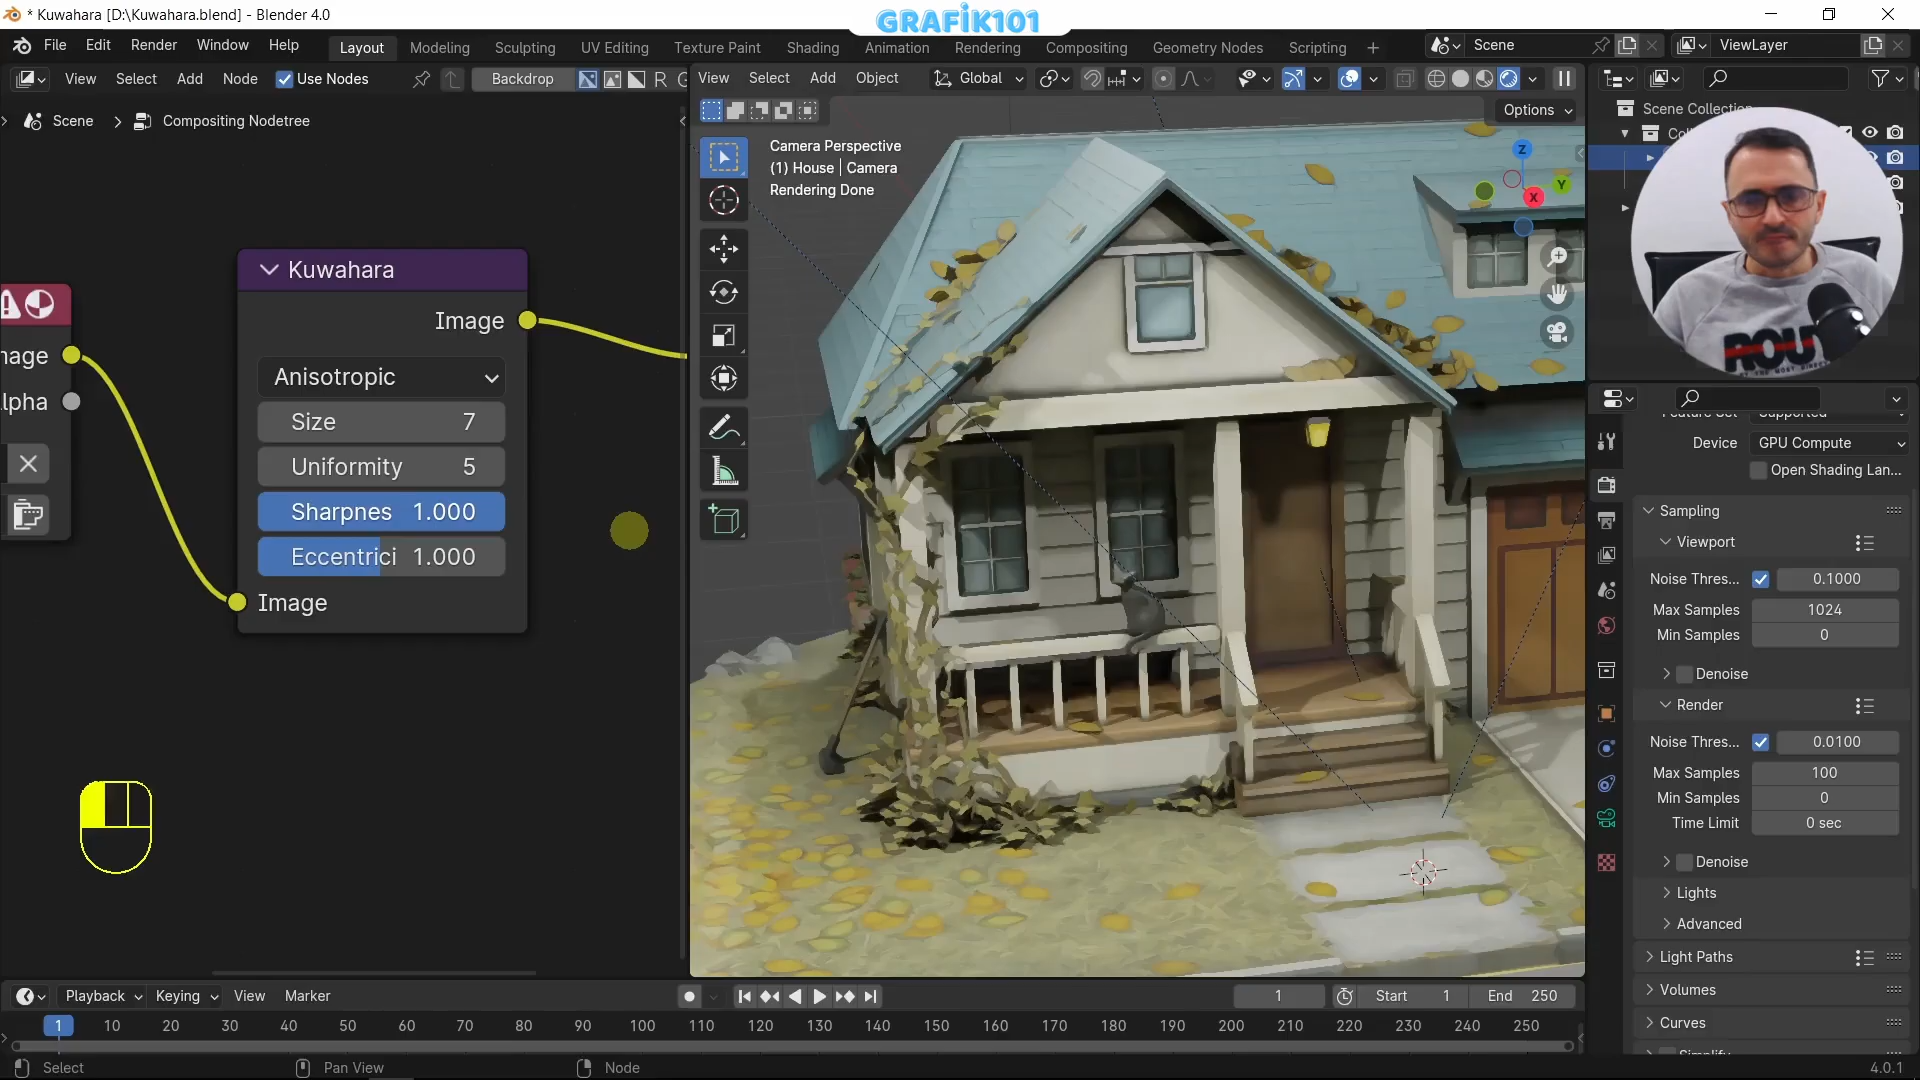 * Kuwahara [D:\Kuwahara.blend] - Blender 4.0
GRAFİK101
File Edit Render Window Help
Layout Modeling Sculpting UV Editing Texture Paint Shading Animation Rendering Compositing Geometry Nodes Scripting +
Scene
ViewLayer
View Select Add Node Use Nodes
Backdrop
R
View Select Add Object
Global
Options
Scene > Compositing Nodetree
Camera Perspective
(1) House | Camera
Rendering Done
Z
Y
X
Scene Collection
Kuwahara
Image
Anisotropic
Size 7
Uniformity 5
Sharpnes 1.000
Eccentrici 1.000
Image
ROUT
Device GPU Compute
Open Shading Lan...
Sampling
Viewport
Noise Thres... 0.1000
Max Samples 1024
Min Samples 0
Denoise
Render
Noise Thres... 0.0100
Max Samples 100
Min Samples 0
Time Limit 0 sec
Denoise
Lights
Advanced
Light Paths
Volumes
Curves
Playback Keying View Marker
1
Start 1
End 250
1 10 20 30 40 50 60 70 80 90 100 110 120 130 140 150 160 170 180 190 200 210 220 230 240 250
Select
Pan View
Node
4.0.1